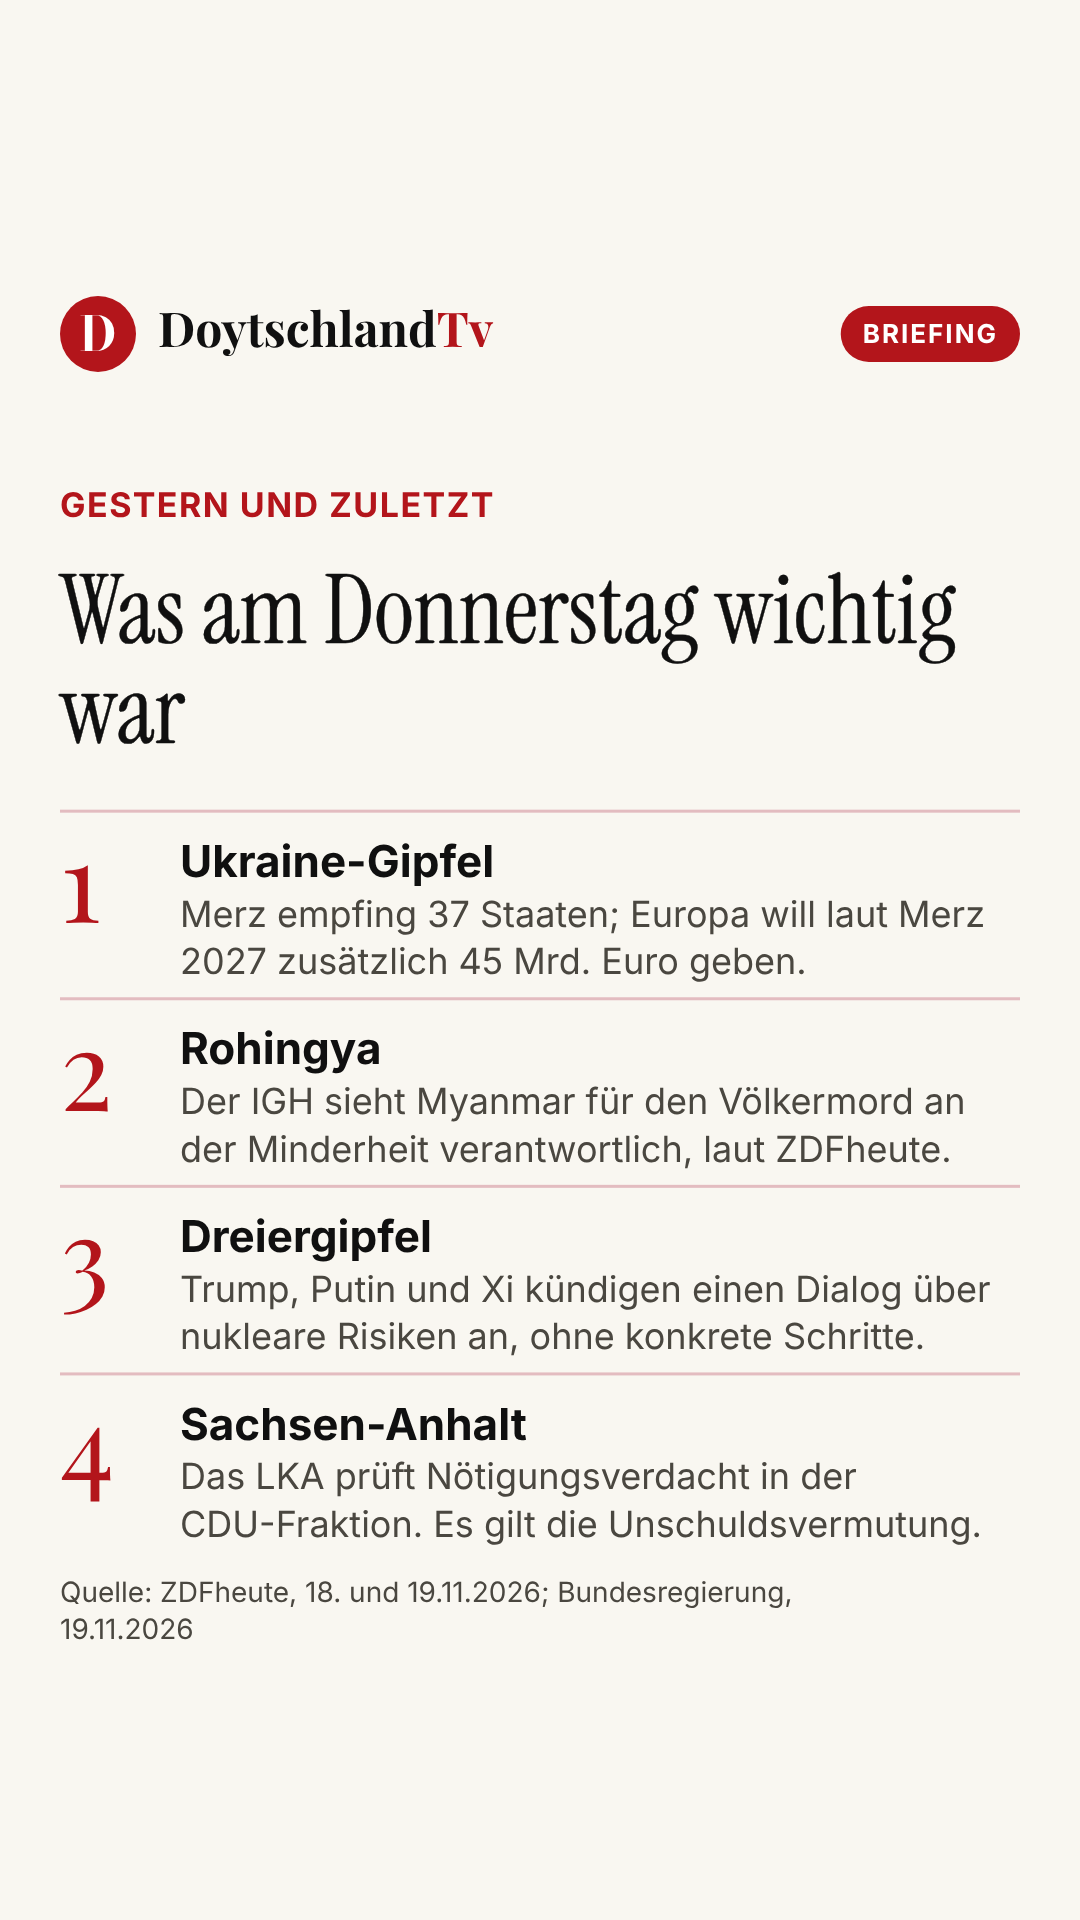 D DoytschlandTv
BRIEFING
GESTERN UND ZULETZT
Was am Donnerstag wichtig
war
1
Ukraine-Gipfel
Merz empfing 37 Staaten; Europa will laut Merz
2027 zusätzlich 45 Mrd. Euro geben.
2
Rohingya
Der IGH sieht Myanmar für den Völkermord an
der Minderheit verantwortlich, laut ZDFheute.
3
Dreiergipfel
Trump, Putin und Xi kündigen einen Dialog über
nukleare Risiken an, ohne konkrete Schritte.
4
Sachsen-Anhalt
Das LKA prüft Nötigungsverdacht in der
CDU-Fraktion. Es gilt die Unschuldsvermutung.
Quelle: ZDFheute, 18. und 19.11.2026; Bundesregierung,
19.11.2026